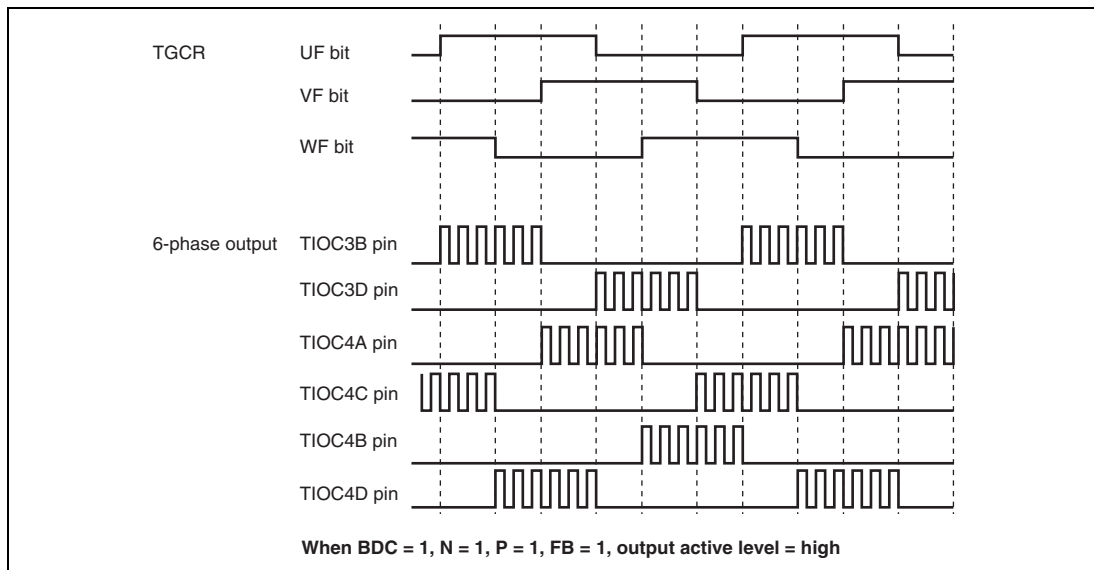 TGCR UF bit
VF bit
WF bit
6-phase output TIOC3B pin
TIOC3D pin
TIOC4A pin
TIOC4C pin
TIOC4B pin
TIOC4D pin
When BDC = 1, N = 1, P = 1, FB = 1, output active level = high